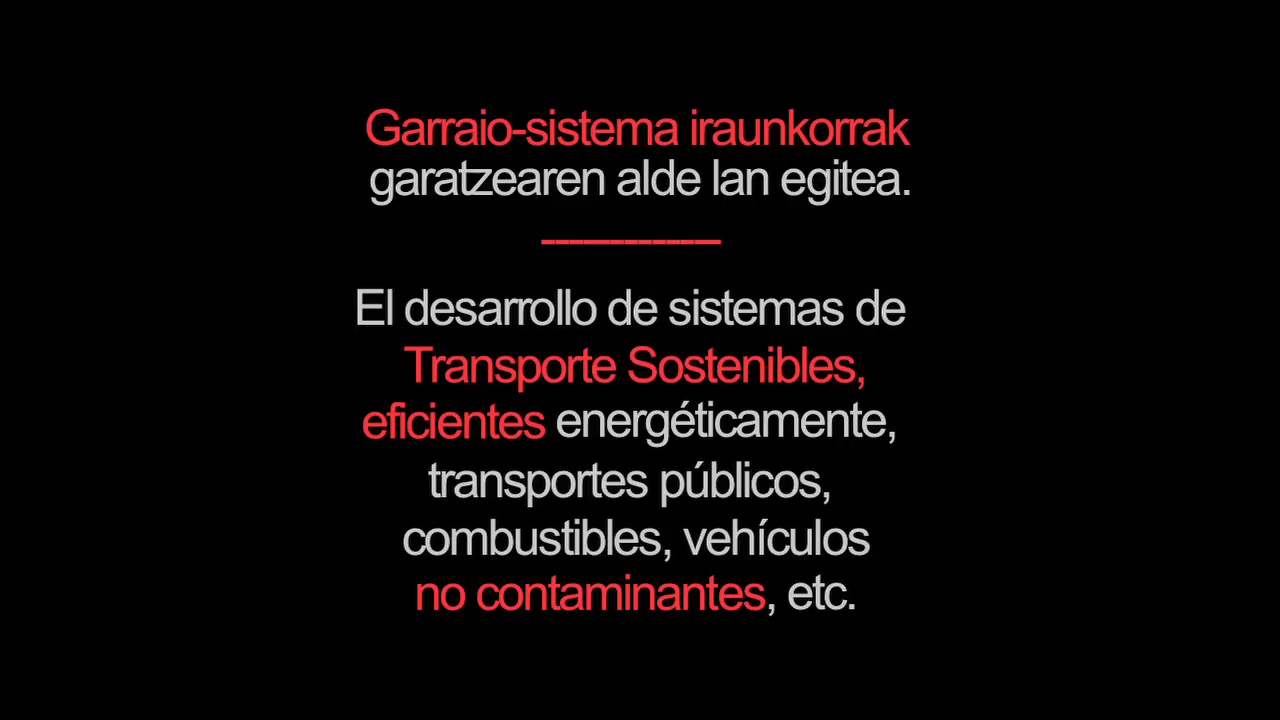 Garraio-sistema iraunkorrak
garatzearen alde lan egitea.
El desarrollo de sistemas de
Transporte Sostenibles,
eficientes energéticamente,
transportes públicos,
combustibles, vehículos
no contaminantes, etc.